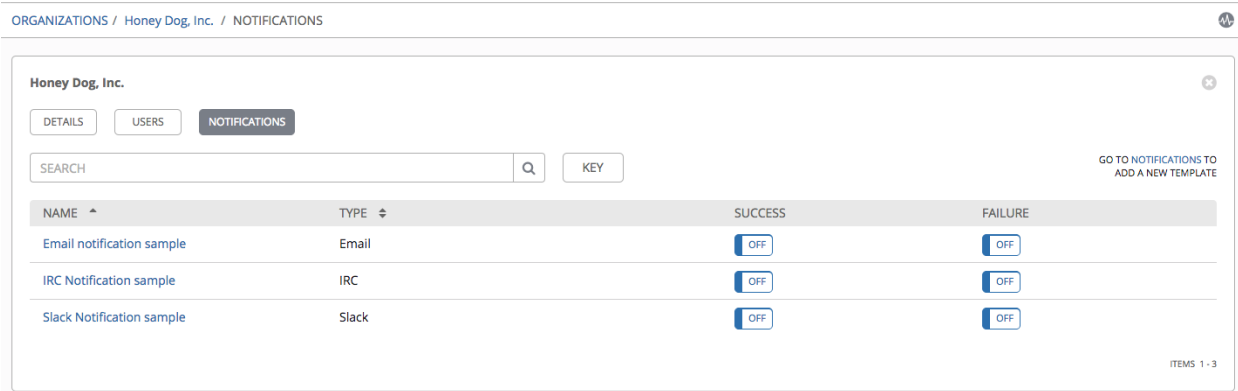 ORGANIZATIONS / Honey Dog, Inc. / NOTIFICATIONS
Honey Dog, Inc.
DETAILS USERS NOTIFICATIONS
SEARCH KEY
GO TO NOTIFICATIONS TO
ADD A NEW TEMPLATE
NAME TYPE SUCCESS FAILURE
Email notification sample Email OFF OFF
IRC Notification sample IRC OFF OFF
Slack Notification sample Slack OFF OFF
ITEMS 1 - 3